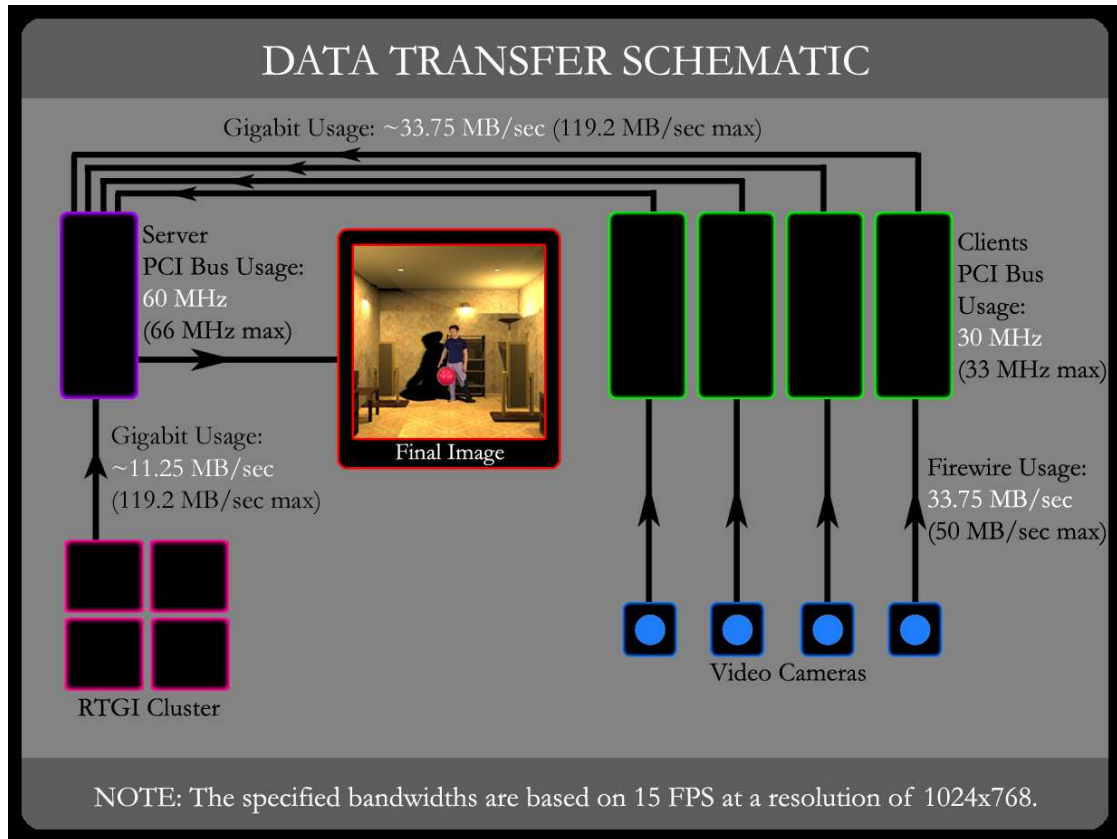 DATA TRANSFER SCHEMATIC
Gigabit Usage: ~33.75 MB/sec (119.2 MB/sec max)
Server
PCI Bus Usage:
60 MHz
(66 MHz max)
Final Image
Clients
PCI Bus
Usage:
30 MHz
(33 MHz max)
Gigabit Usage:
~11.25 MB/sec
(119.2 MB/sec max)
Firewire Usage:
33.75 MB/sec
(50 MB/sec max)
RTGI Cluster
Video Cameras
NOTE: The specified bandwidths are based on 15 FPS at a resolution of 1024x768.